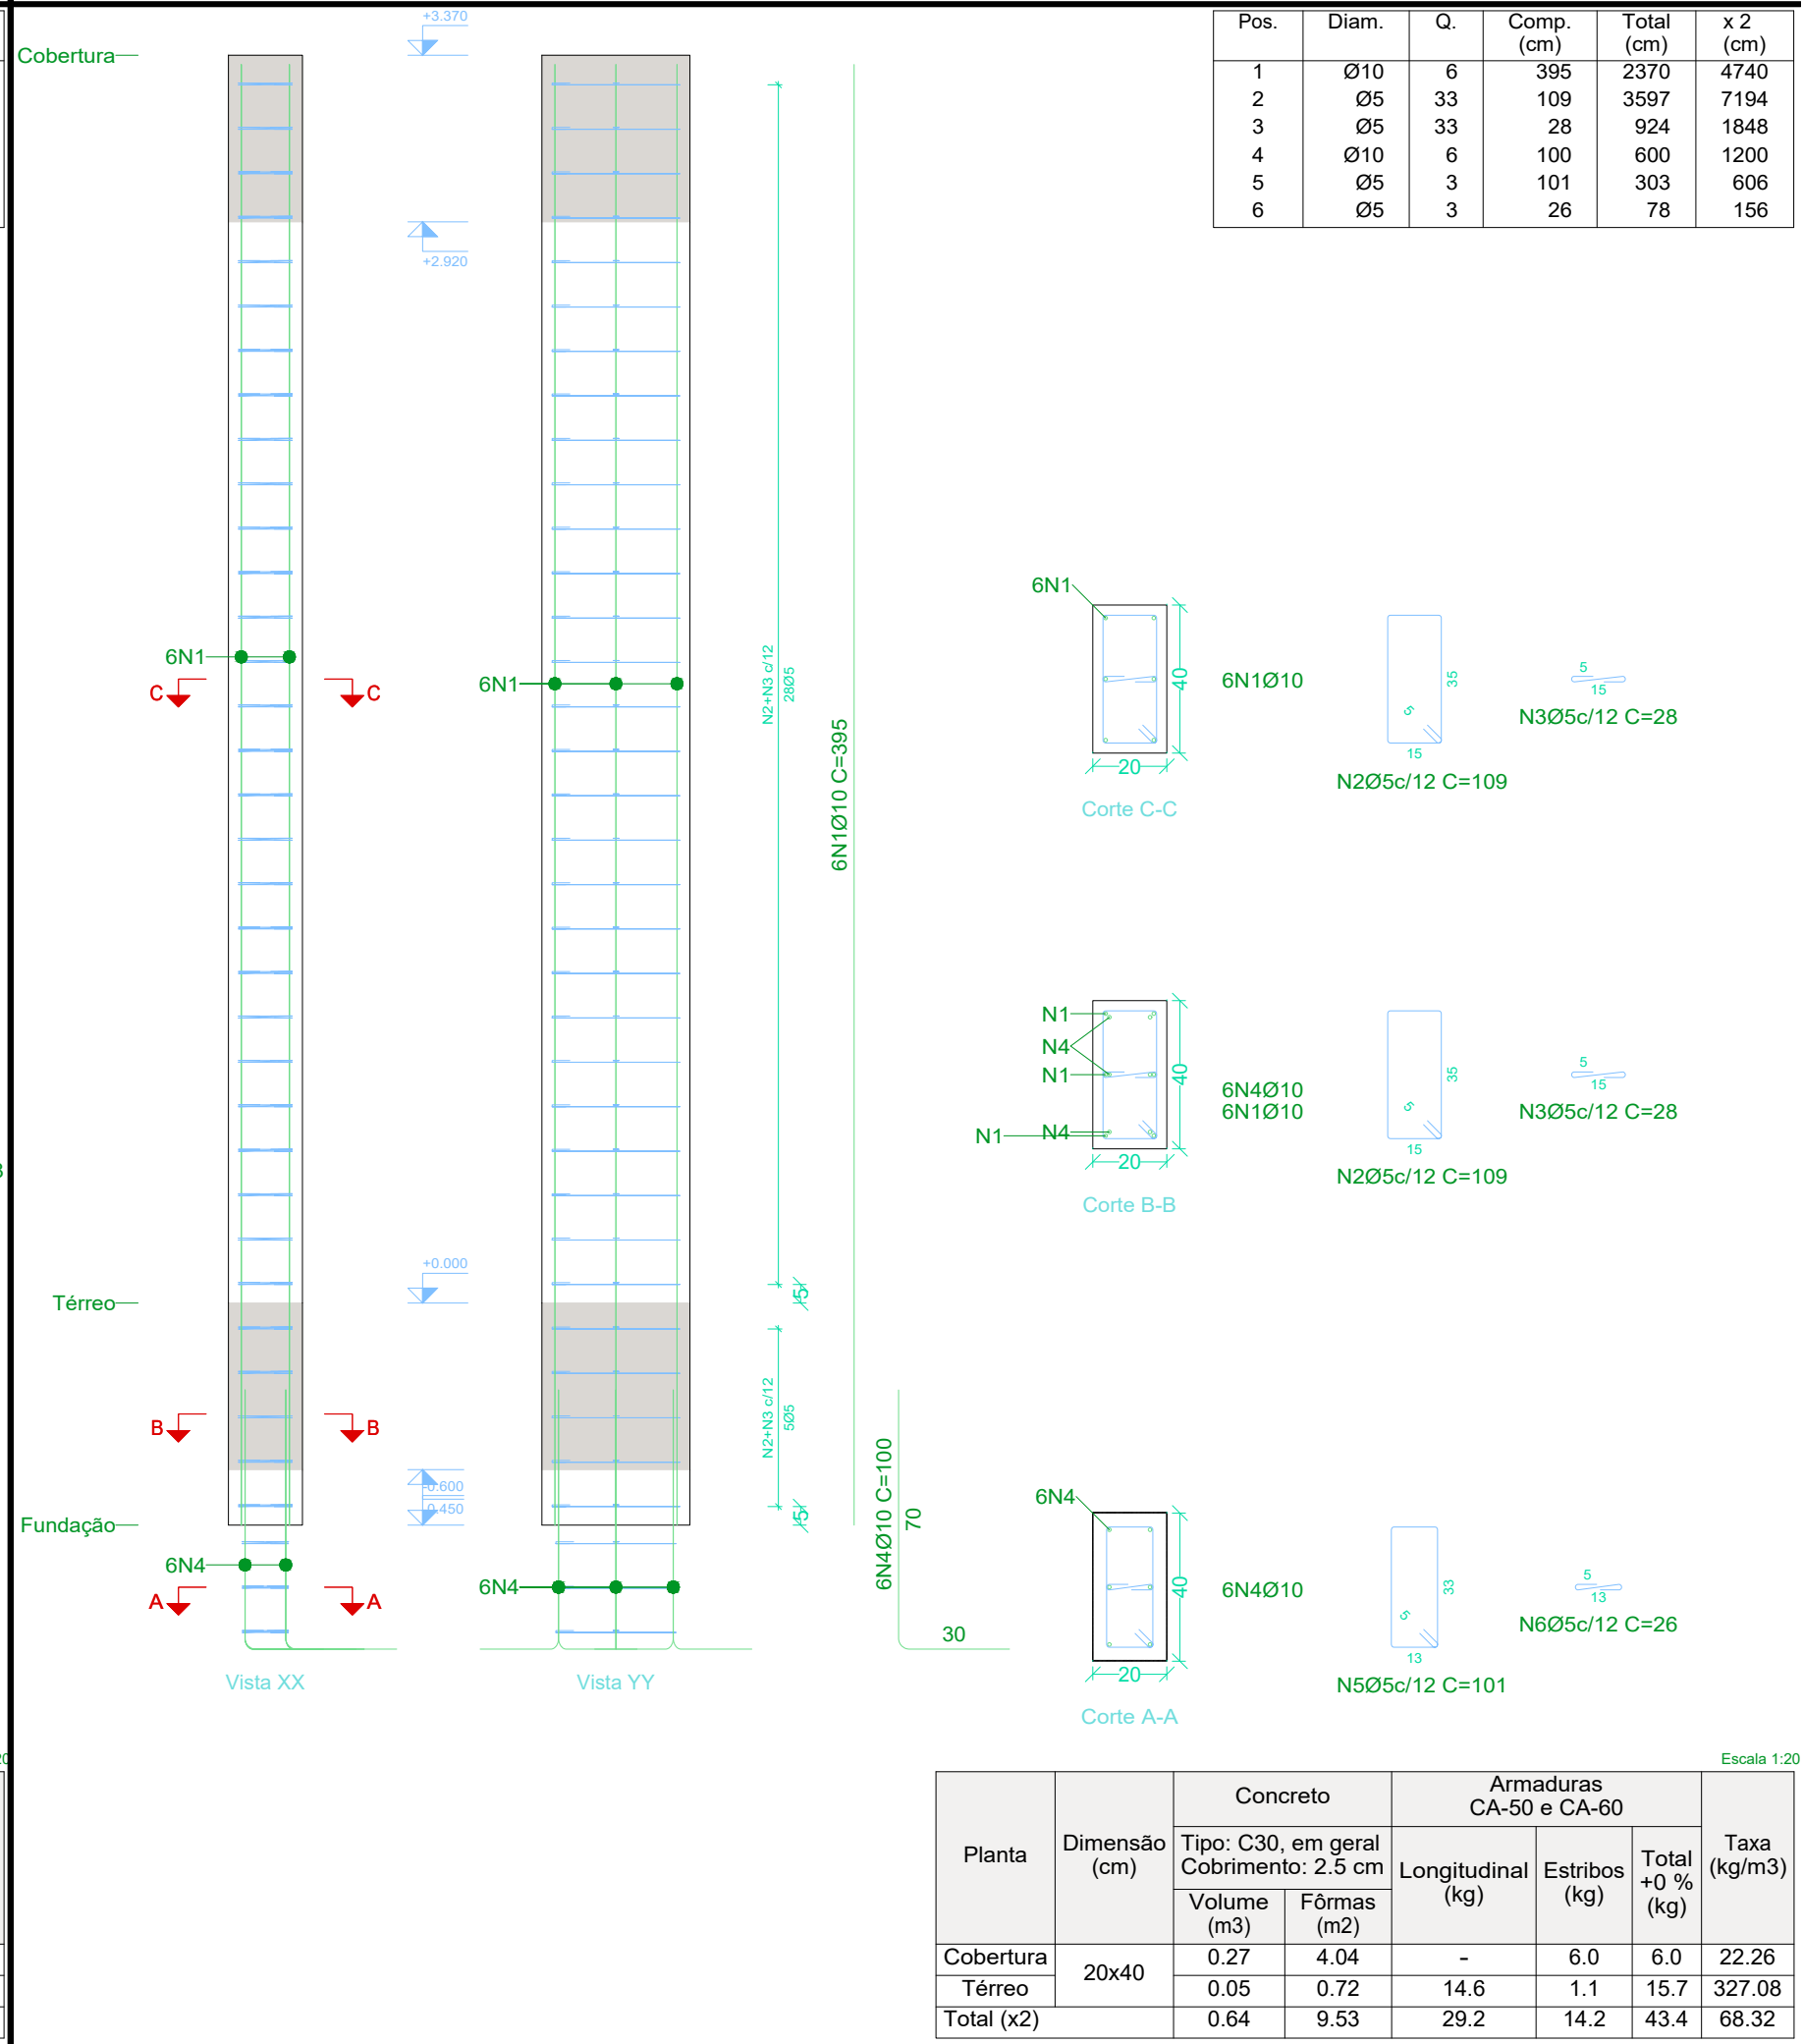 Pos. Diam. Q. Comp. (cm) Total (cm) x 2 (cm)
1 Ø10 6 395 2370 4740
2 Ø5 33 109 3597 7194
3 Ø5 33 28 924 1848
4 Ø10 6 100 600 1200
5 Ø5 3 101 303 606
6 Ø5 3 26 78 156
Cobertura
+3.370
+2.920
6N1
C C
6N1
N2+N3 c/12
28Ø5
6N1Ø10 C=395
Térreo
+0.000
5
N2+N3 c/12
5Ø5
B B
-0.600
-0.450
5
Fundação
6N4
A A
6N4
6N4Ø10 C=100
70
30
Vista XX
Vista YY
6N1
40
20
6N1Ø10
Corte C-C
35
5
15
N2Ø5c/12 C=109
5
15
N3Ø5c/12 C=28
N1
N4
N1
N1
N4
40
20
6N4Ø10
6N1Ø10
Corte B-B
35
5
15
N2Ø5c/12 C=109
5
15
N3Ø5c/12 C=28
6N4
40
20
6N4Ø10
Corte A-A
33
5
13
N5Ø5c/12 C=101
5
13
N6Ø5c/12 C=26
Escala 1:20
Planta
Dimensão
(cm)
Concreto
Tipo: C30, em geral
Cobrimento: 2.5 cm
Volume
(m3)
Fôrmas
(m2)
Armaduras
CA-50 e CA-60
Longitudinal
(kg)
Estribos
(kg)
Total
+0 %
(kg)
Taxa
(kg/m3)
Cobertura 20x40 0.27 4.04 - 6.0 6.0 22.26
Térreo 0.05 0.72 14.6 1.1 15.7 327.08
Total (x2) 0.64 9.53 29.2 14.2 43.4 68.32